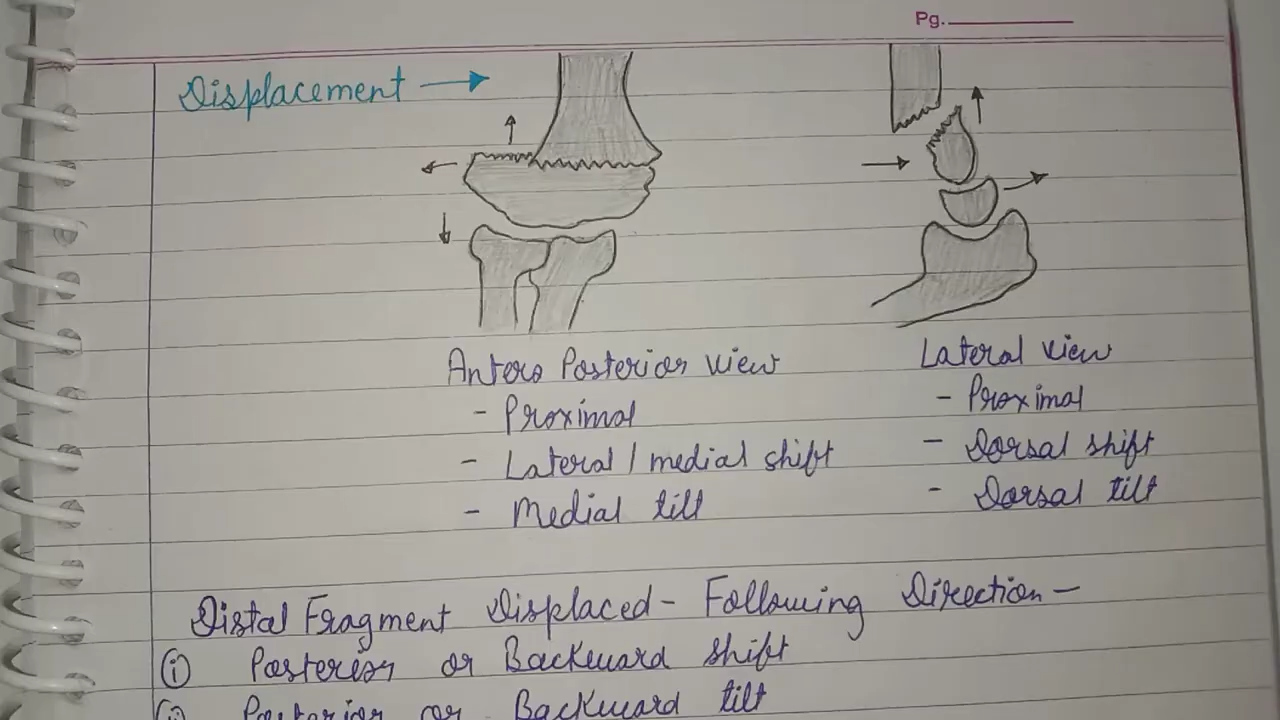 Pg.
Displacement →
Antero Posterior view
- Proximal
- Lateral / medial shift
- Medial tilt
Lateral view
- Proximal
- Dorsal shift
- Dorsal tilt
Distal Fragment Displaced - Following Direction -
(i) Posterior or Backward shift
(ii) Posterior or Backward tilt